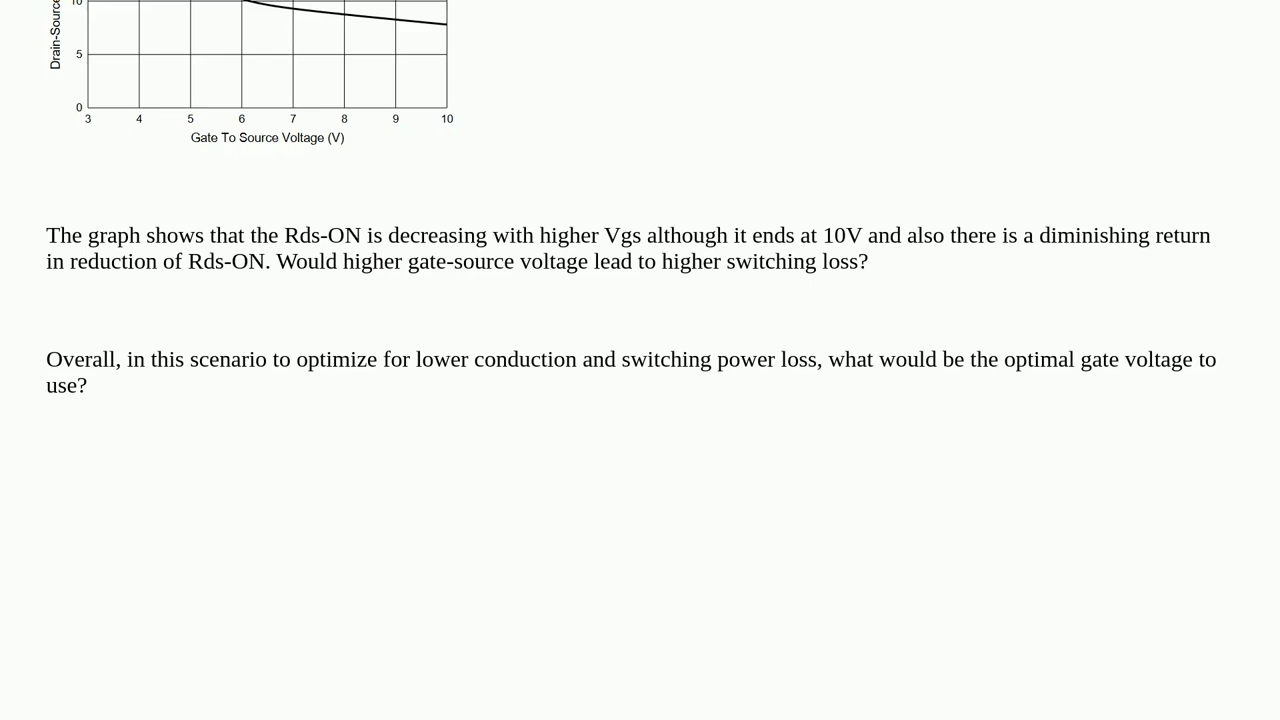 Drain-Source
10
5
0
3 4 5 6 7 8 9 10
Gate To Source Voltage (V)
The graph shows that the Rds-ON is decreasing with higher Vgs although it ends at 10V and also there is a diminishing return
in reduction of Rds-ON. Would higher gate-source voltage lead to higher switching loss?
Overall, in this scenario to optimize for lower conduction and switching power loss, what would be the optimal gate voltage to
use?